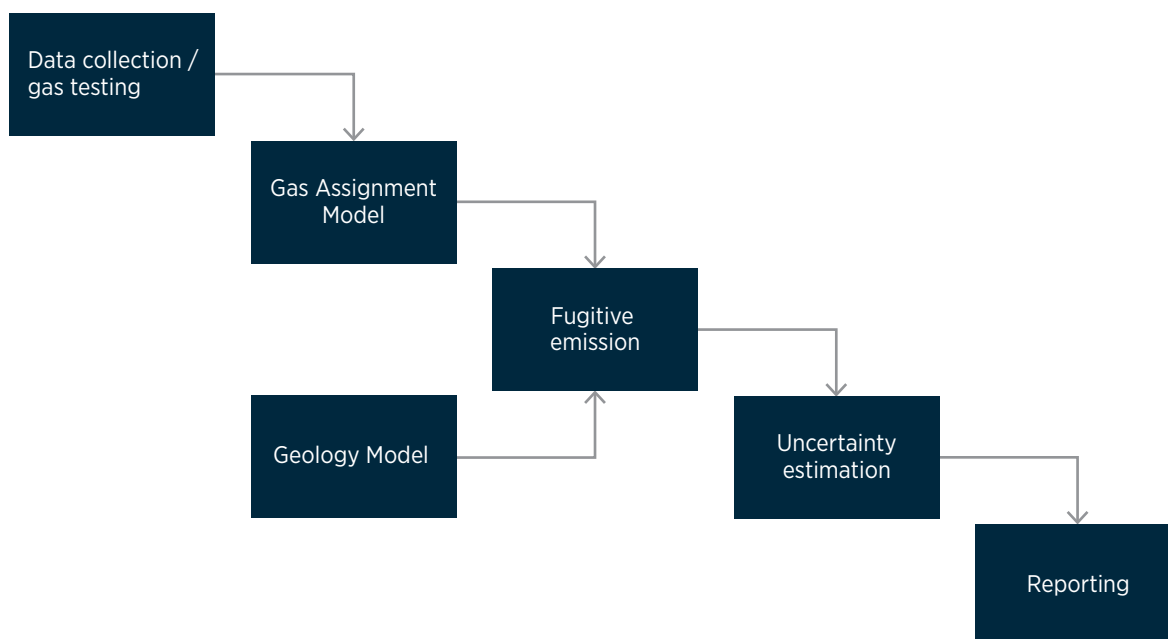 Data collection /
gas testing
Gas Assignment
Model
Fugitive
emission
Geology Model
Uncertainty
estimation
Reporting